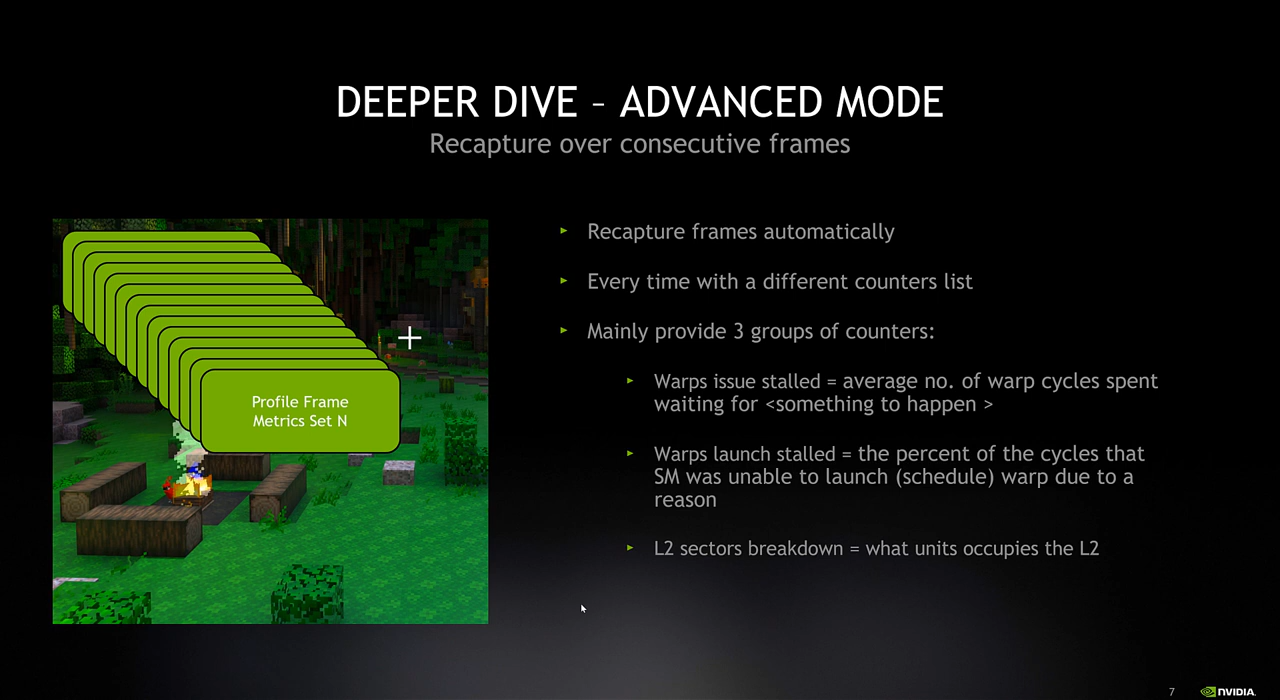 DEEPER DIVE – ADVANCED MODE
Recapture over consecutive frames
Profile Frame
Metrics Set N
Recapture frames automatically
Every time with a different counters list
Mainly provide 3 groups of counters:
Warps issue stalled = average no. of warp cycles spent
waiting for <something to happen >
Warps launch stalled = the percent of the cycles that
SM was unable to launch (schedule) warp due to a
reason
L2 sectors breakdown = what units occupies the L2
7
NVIDIA.